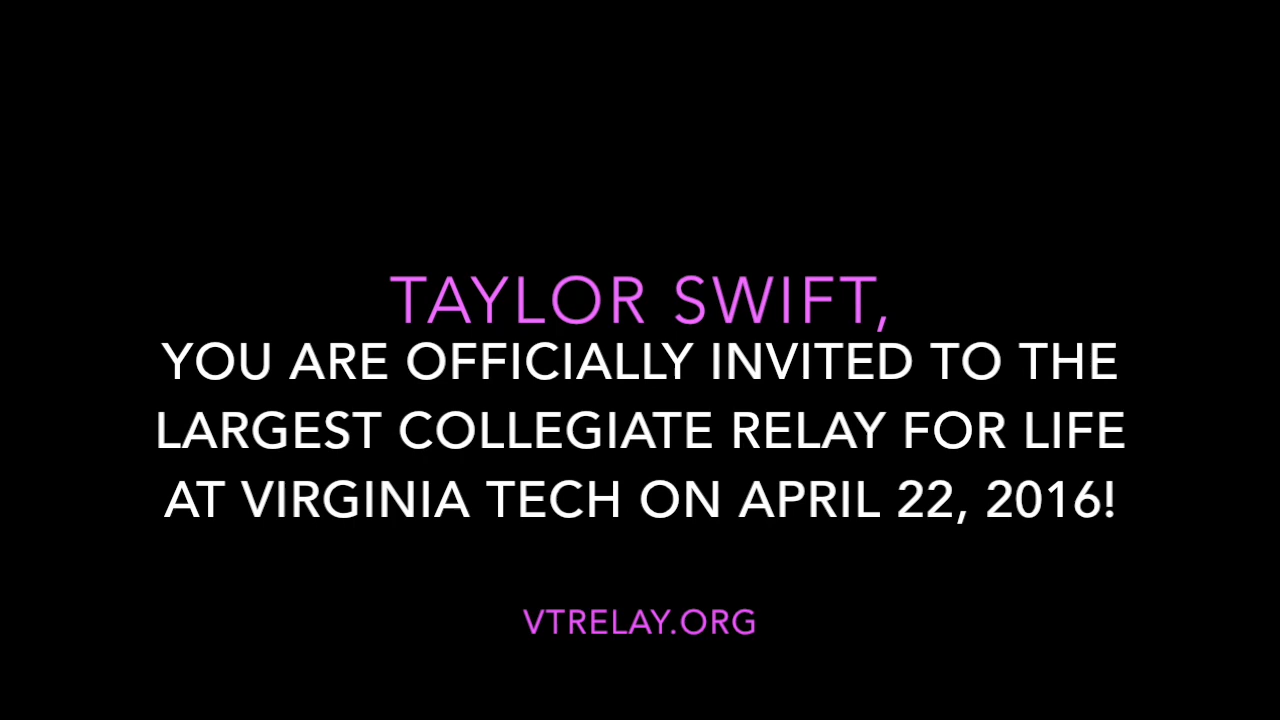 TAYLOR SWIFT,
YOU ARE OFFICIALLY INVITED TO THE
LARGEST COLLEGIATE RELAY FOR LIFE
AT VIRGINIA TECH ON APRIL 22, 2016!
VTRELAY.ORG